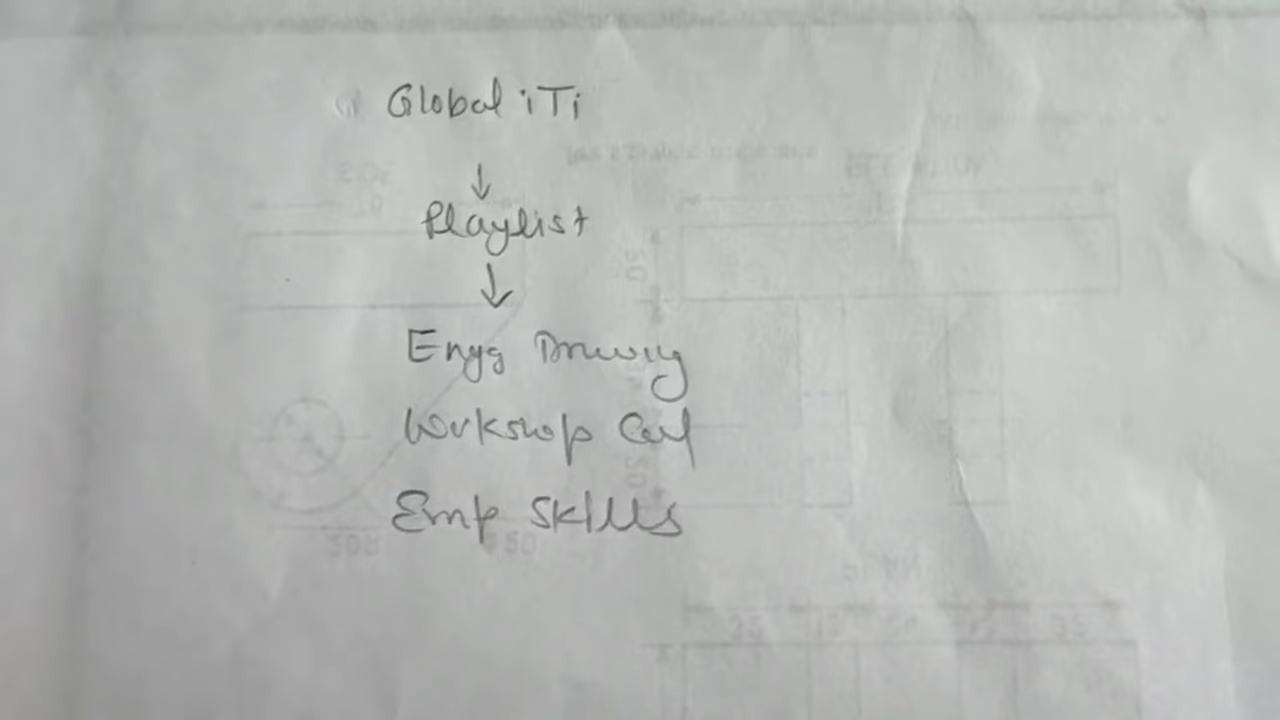 Global iTi
↓
Playlist
↓
Engg Drawing
Workshop Cal
Emp Skills